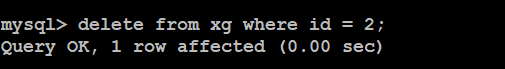 mysql> delete from xg where id = 2;
Query OK, 1 row affected (0.00 sec)